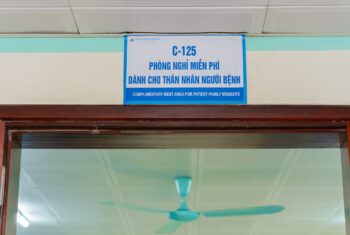 C-125
PHÒNG NGHỈ MIỄN PHÍ
DÀNH CHO THÂN NHÂN NGƯỜI BỆNH
COMPLIMENTARY REST AREA FOR PATIENT FAMILY MEMBERS